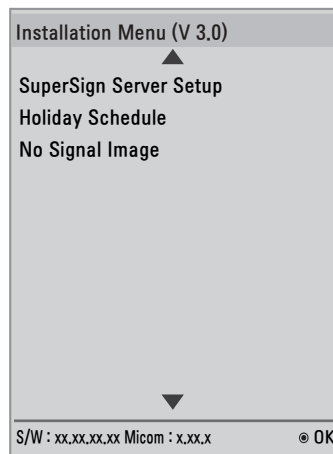 Installation Menu (V 3.0)
SuperSign Server Setup
Holiday Schedule
No Signal Image
S/W : xx.xx.xx.xx Micom : x.xx.x ◉ OK